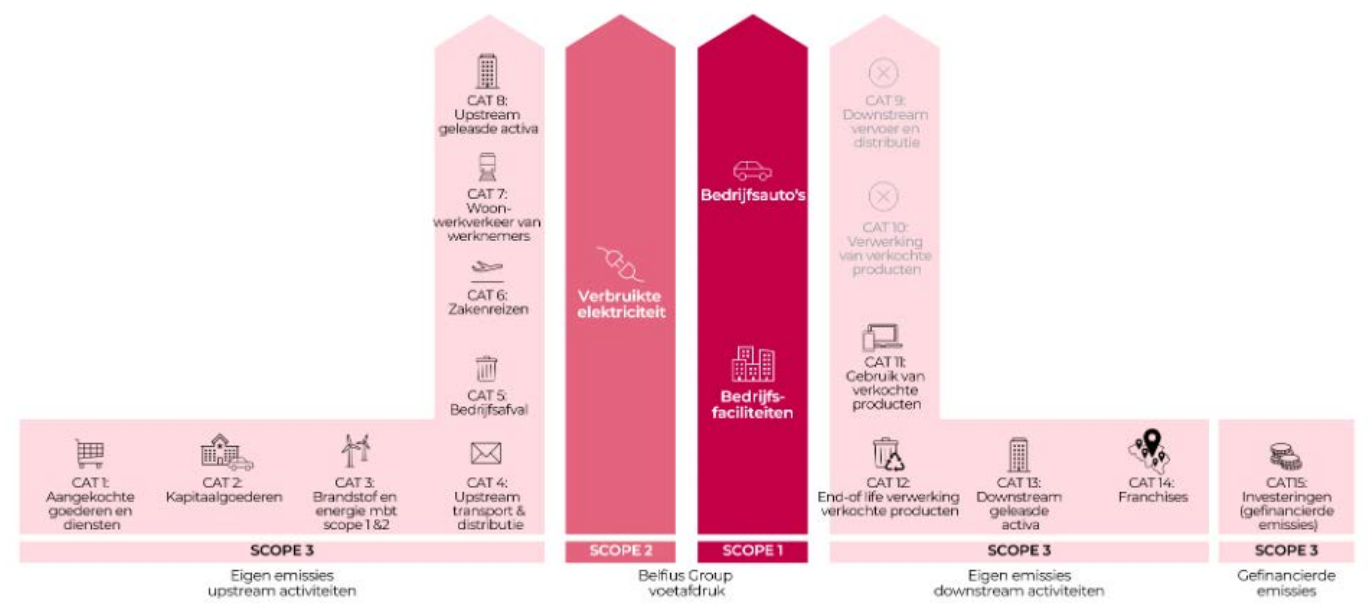 CAT 8:
Upstream
geleasde activa
CAT 7:
Woon-
werkverkeer van
werknemers
CAT 6:
Zakenreizen
CAT 5:
Bedrijfsafval
CAT 1:
Aangekochte
goederen en
diensten
CAT 2:
Kapitaalgoederen
CAT 3:
Brandstof en
energie mbt
scope 1 &2
CAT 4:
Upstream
transport &
distributie
SCOPE 3
Eigen emissies
upstream activiteiten
Verbruikte
elektriciteit
SCOPE 2
Bedrijfsauto's
Bedrijfs-
faciliteiten
SCOPE 1
Belfius Group
voetafdruk
CAT 9:
Downstream
vervoer en
distributie
CAT 10:
Verwerking
van verkochte
producten
CAT 11:
Gebruik van
verkochte
producten
CAT 12:
End-of life verwerking
verkochte producten
CAT 13:
Downstream
geleasde
activa
CAT 14:
Franchises
SCOPE 3
Eigen emissies
downstream activiteiten
CAT15:
Investeringen
(gefinancierde
emissies)
SCOPE 3
Gefinancierde
emissies